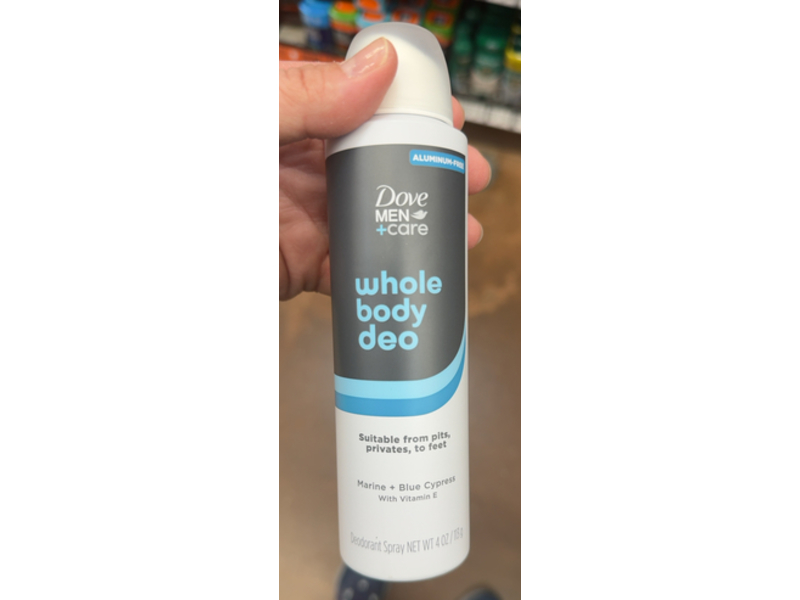 ALUMINUM-FREE
Dove
MEN
+care
whole
body
deo
Suitable from pits,
privates, to feet
Marine + Blue Cypress
With Vitamin E
Deodorant Spray NET WT 4 OZ / 113 g